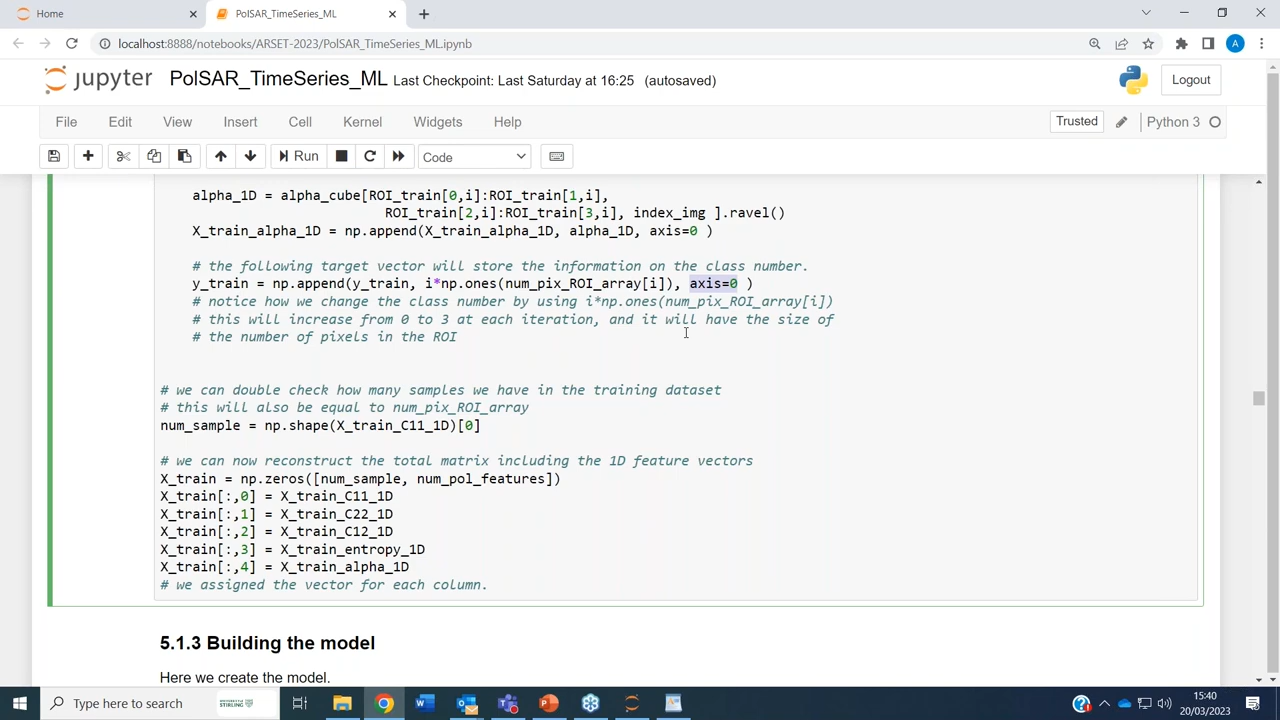 Home
PolSAR_TimeSeries_ML
localhost:8888/notebooks/ARSET-2023/PolSAR_TimeSeries_ML.ipynb
A
jupyter PolSAR_TimeSeries_ML Last Checkpoint: Last Saturday at 16:25 (autosaved) Logout
File Edit View Insert Cell Kernel Widgets Help Trusted Python 3
Run Code
alpha_1D = alpha_cube[ROI_train[0,i]:ROI_train[1,i],
ROI_train[2,i]:ROI_train[3,i], index_img ].ravel()
X_train_alpha_1D = np.append(X_train_alpha_1D, alpha_1D, axis=0 )
# the following target vector will store the information on the class number.
y_train = np.append(y_train, i*np.ones(num_pix_ROI_array[i]), axis=0 )
# notice how we change the class number by using i*np.ones(num_pix_ROI_array[i])
# this will increase from 0 to 3 at each iteration, and it will have the size of
# the number of pixels in the ROI
# we can double check how many samples we have in the training dataset
# this will also be equal to num_pix_ROI_array
num_sample = np.shape(X_train_C11_1D)[0]
# we can now reconstruct the total matrix including the 1D feature vectors
X_train = np.zeros([num_sample, num_pol_features])
X_train[:,0] = X_train_C11_1D
X_train[:,1] = X_train_C22_1D
X_train[:,2] = X_train_C12_1D
X_train[:,3] = X_train_entropy_1D
X_train[:,4] = X_train_alpha_1D
# we assigned the vector for each column.
5.1.3 Building the model
Here we create the model.
Type here to search
15:40
20/03/2023